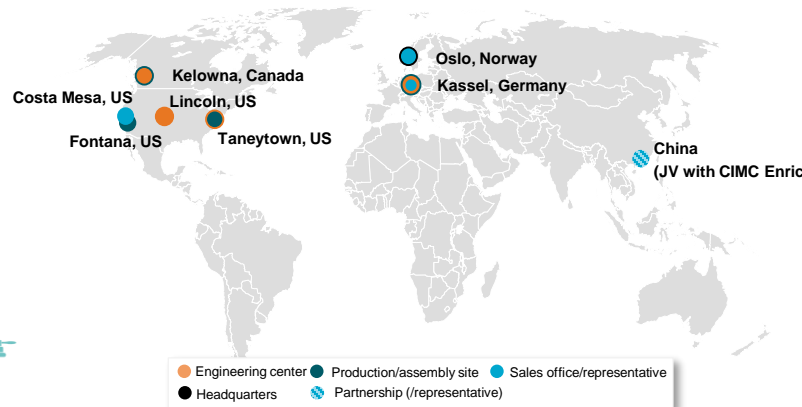 Oslo, Norway
Kelowna, Canada
Kassel, Germany
Costa Mesa, US
Lincoln, US
Fontana, US
Taneytown, US
China
(JV with CIMC Enric
Engineering center
Production/assembly site
Sales office/representative
Headquarters
Partnership (/representative)